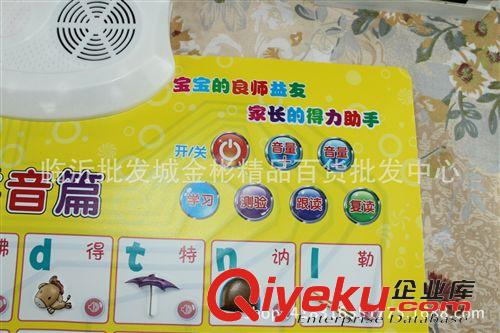 宝宝的良师益友
家长的得力助手
开/关 音量+ 音量-
临沂批发城金彬精品百货批发中心
学习 测验 跟读 复读
音篇
佛 d 得 t 特 n 讷 l 勒
Qiyeku.com 企业库
Enterprise Database